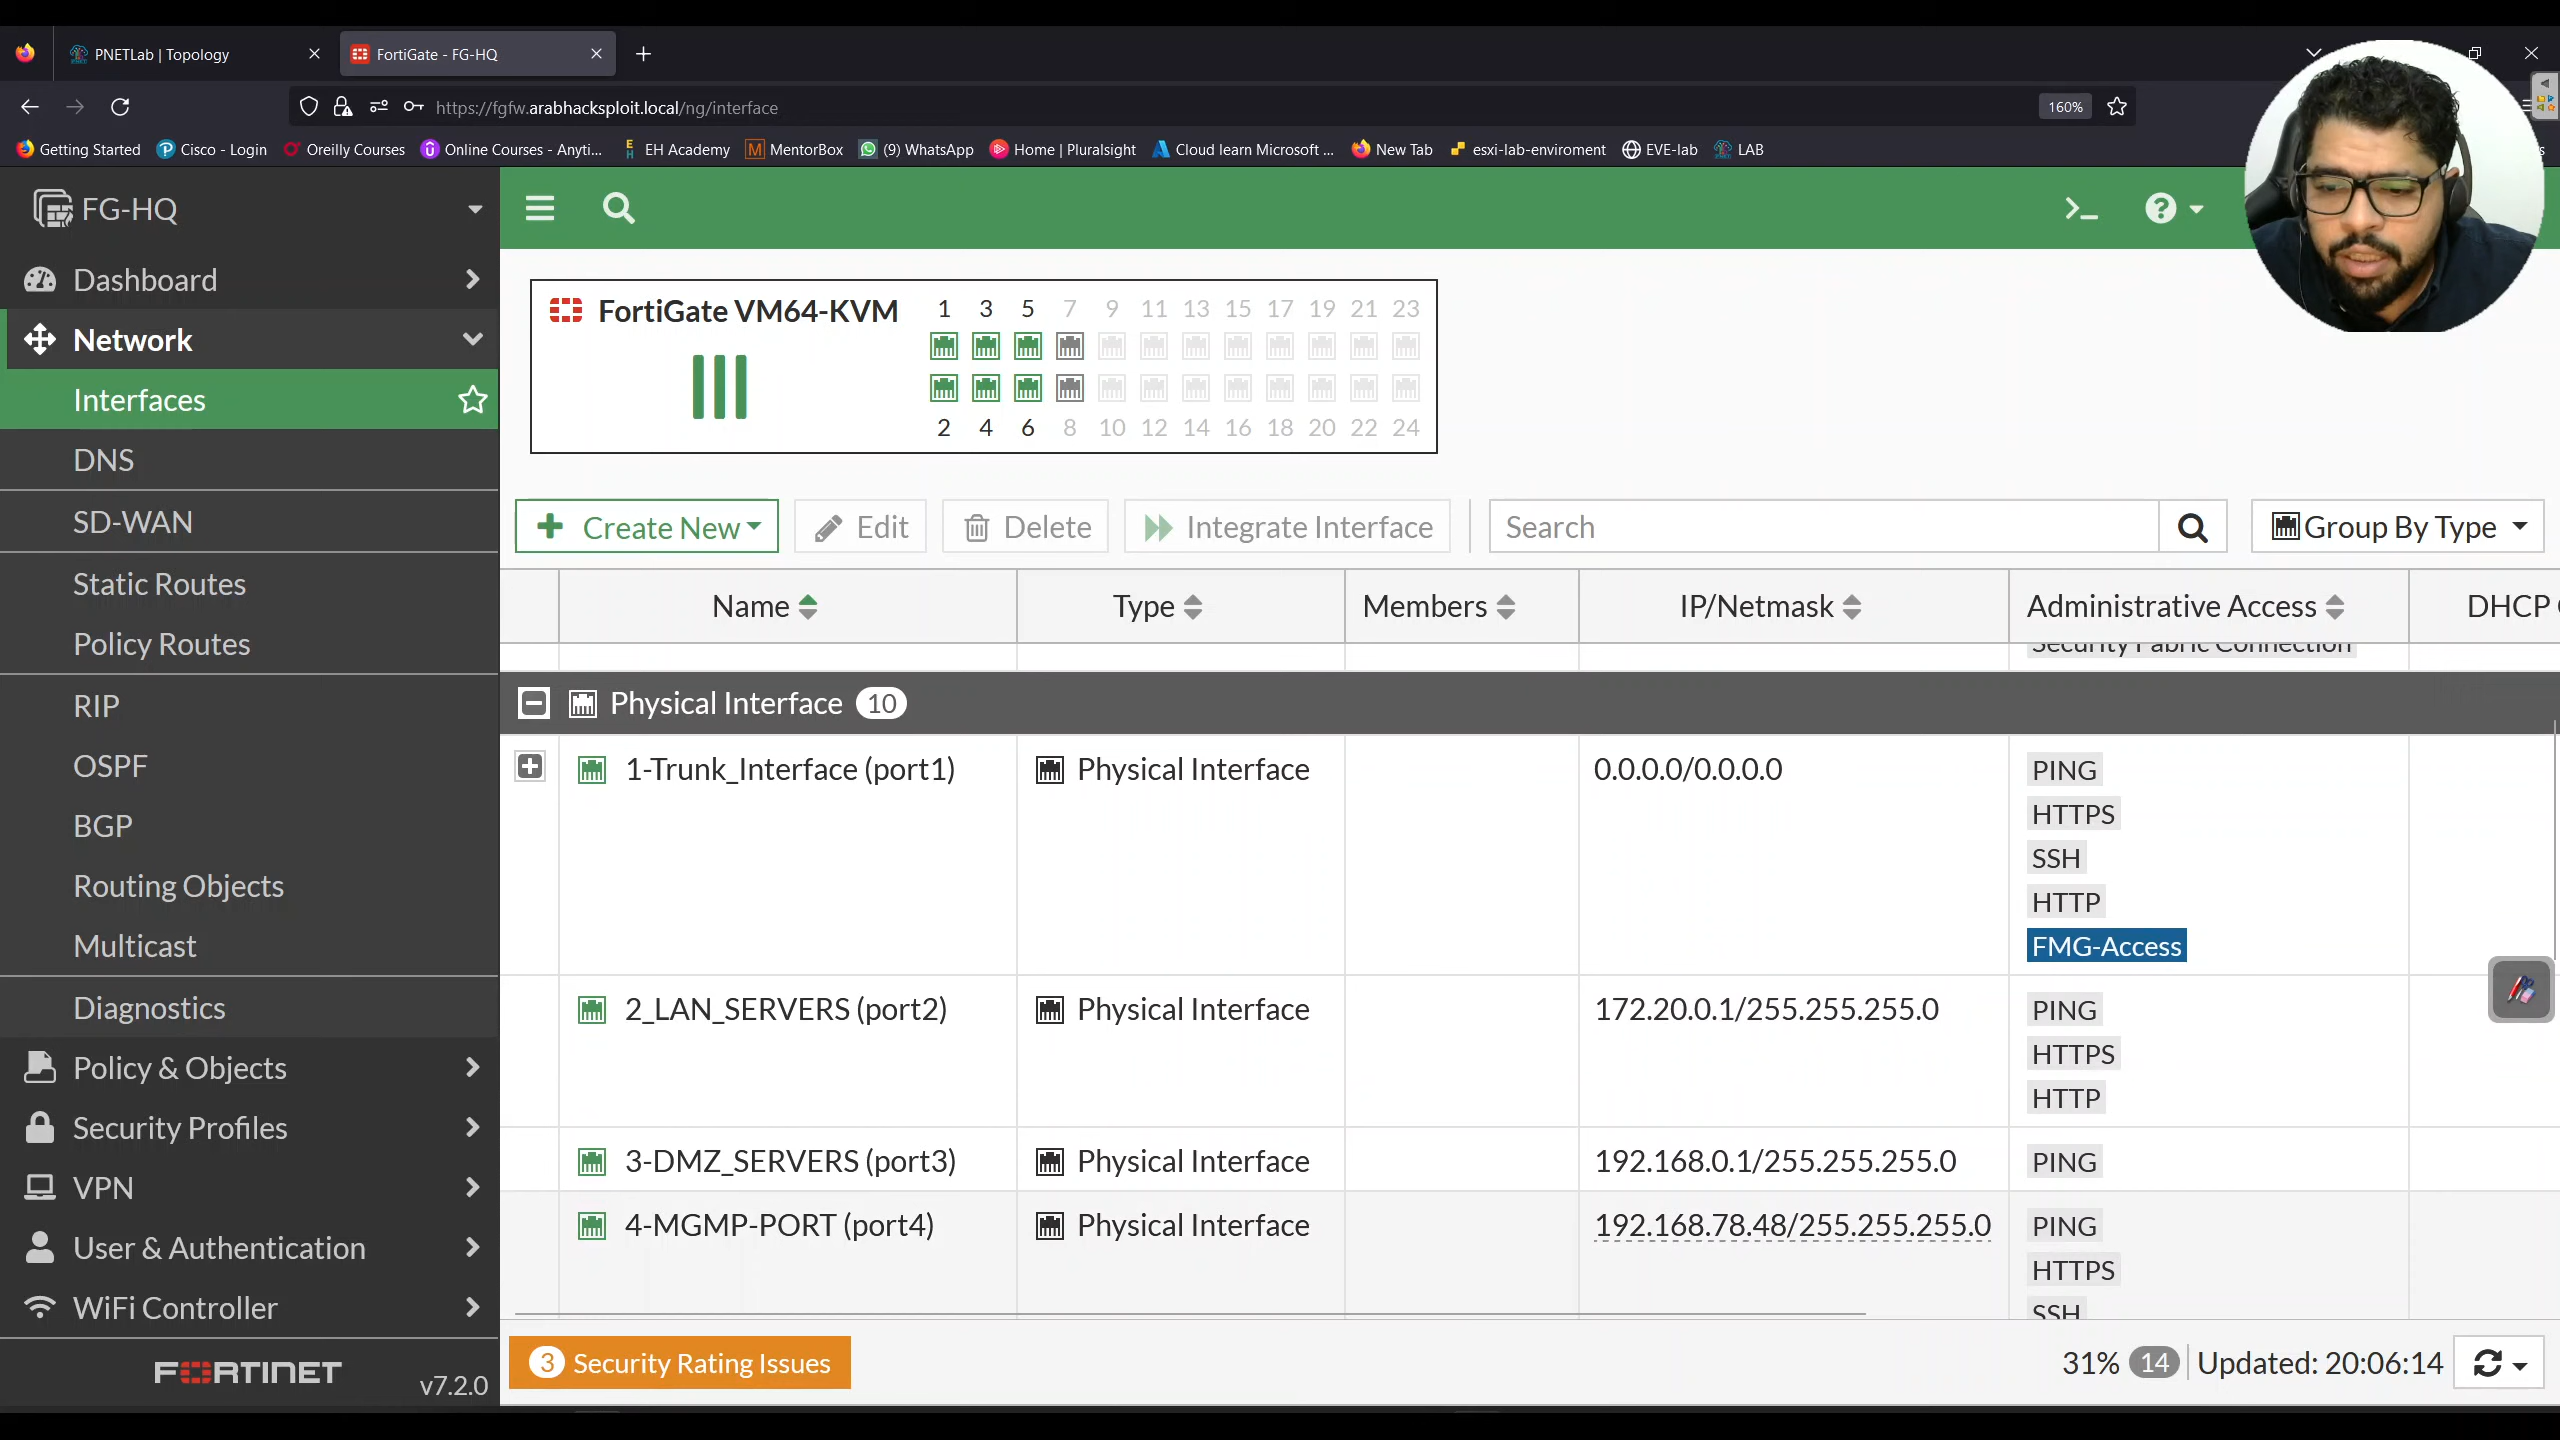 PNETLab | Topology
FortiGate - FG-HQ
https://fgfw.arabhacksploit.local/ng/interface
160%
Getting Started
Cisco - Login
Oreilly Courses
Online Courses - Anyti...
EH Academy
MentorBox
(9) WhatsApp
Home | Pluralsight
Cloud learn Microsoft ...
New Tab
esxi-lab-enviroment
EVE-lab
LAB
FG-HQ
Dashboard
Network
Interfaces
DNS
SD-WAN
Static Routes
Policy Routes
RIP
OSPF
BGP
Routing Objects
Multicast
Diagnostics
Policy & Objects
Security Profiles
VPN
User & Authentication
WiFi Controller
FORTINET
v7.2.0
FortiGate VM64-KVM
1 3 5 7 9 11 13 15 17 19 21 23
2 4 6 8 10 12 14 16 18 20 22 24
Create New
Edit
Delete
Integrate Interface
Search
Group By Type
Name Type Members IP/Netmask Administrative Access DHCP
Security Fabric Connection
Physical Interface 10
1-Trunk_Interface (port1) Physical Interface 0.0.0.0/0.0.0.0 PING
HTTPS
SSH
HTTP
FMG-Access
2_LAN_SERVERS (port2) Physical Interface 172.20.0.1/255.255.255.0 PING
HTTPS
HTTP
3-DMZ_SERVERS (port3) Physical Interface 192.168.0.1/255.255.255.0 PING
4-MGMP-PORT (port4) Physical Interface 192.168.78.48/255.255.255.0 PING
HTTPS
SSH
3 Security Rating Issues
31% 14 Updated: 20:06:14